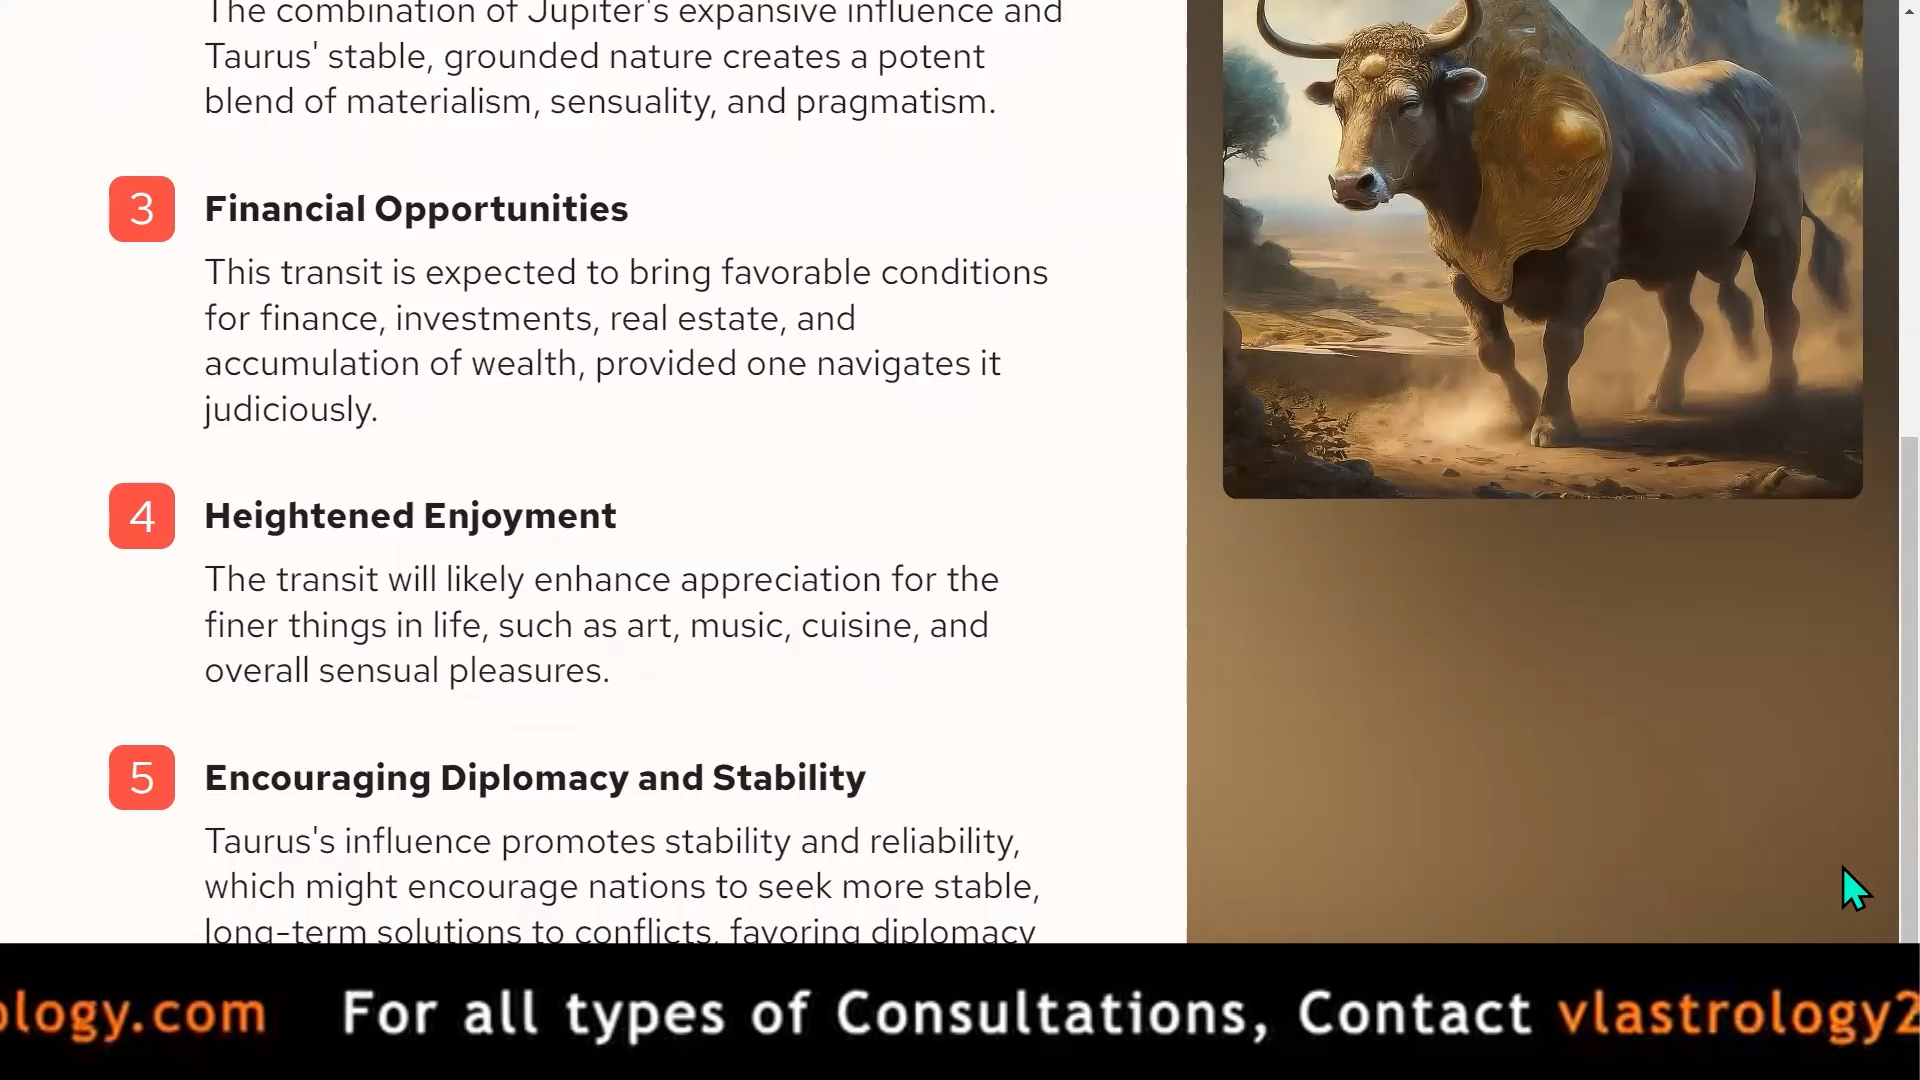 The combination of Jupiter's expansive influence and
Taurus' stable, grounded nature creates a potent
blend of materialism, sensuality, and pragmatism.
3
Financial Opportunities
This transit is expected to bring favorable conditions
for finance, investments, real estate, and
accumulation of wealth, provided one navigates it
judiciously.
4
Heightened Enjoyment
The transit will likely enhance appreciation for the
finer things in life, such as art, music, cuisine, and
overall sensual pleasures.
5
Encouraging Diplomacy and Stability
Taurus's influence promotes stability and reliability,
which might encourage nations to seek more stable,
long-term solutions to conflicts, favoring diplomacy
ology.com For all types of Consultations, Contact vlastrology2